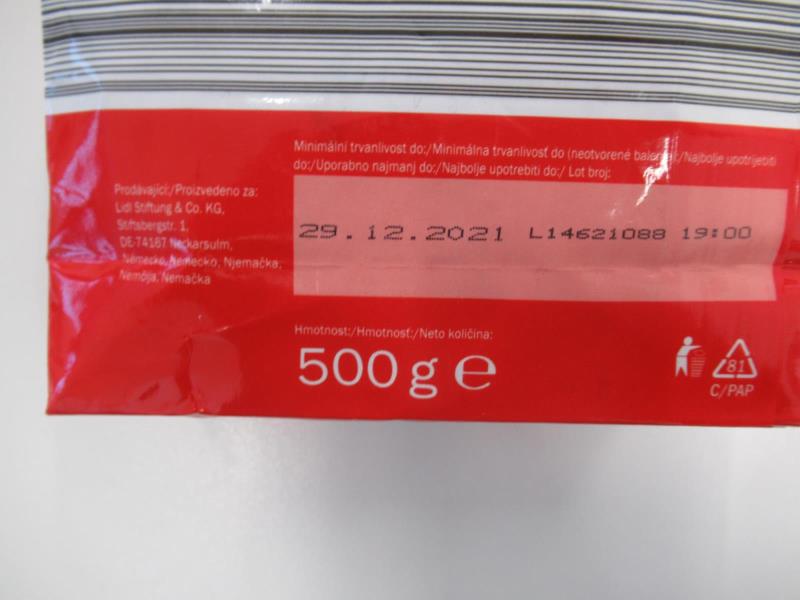 Minimální trvanlivost do:/Minimálna trvanlivosť do (neotvorené balenie):/Najbolje upotrijebiti
do:/Uporabno najmanj do:/Najbolje upotrebiti do:/ Lot broj:
29.12.2021 L14621088 19:00
Prodávající:/Proizvedeno za:
Lidl Stiftung & Co. KG,
Stiftsbergstr. 1,
DE-74167 Neckarsulm,
Německo, Nemecko, Njemačka,
Nemčija, Nemačka
Hmotnost:/Hmotnosť:/Neto količina:
500 g e
81
C/PAP